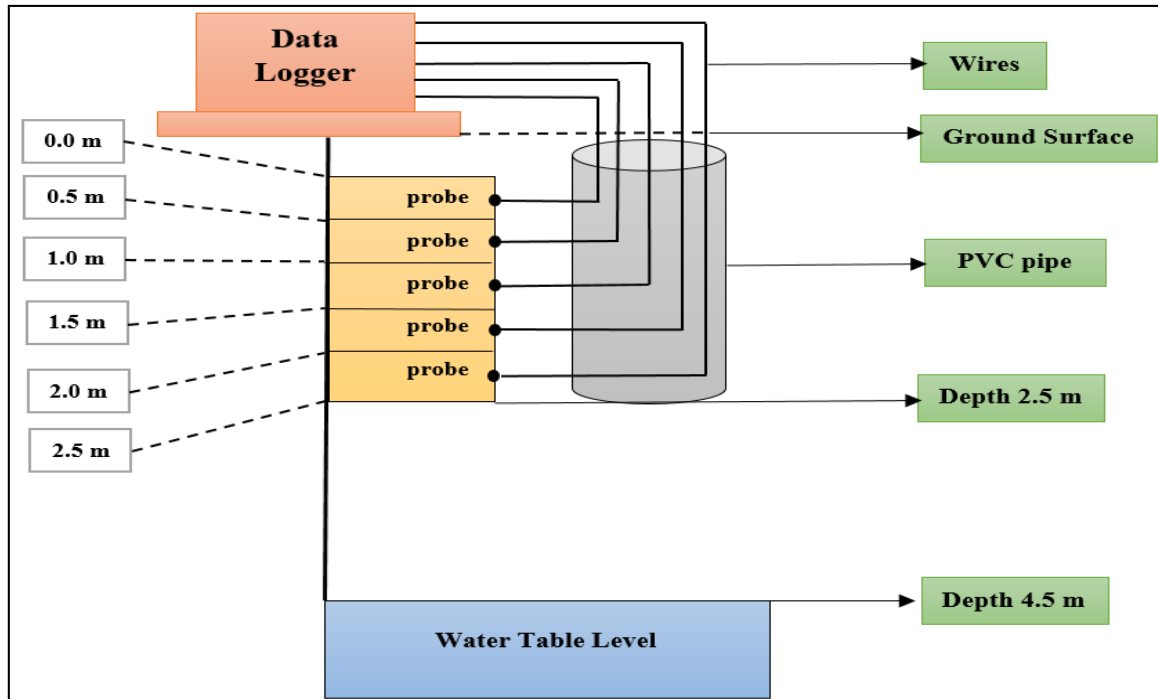 Data
Logger
Wires
Ground Surface
0.0 m
0.5 m
1.0 m
1.5 m
2.0 m
2.5 m
probe
probe
probe
probe
probe
PVC pipe
Depth 2.5 m
Depth 4.5 m
Water Table Level